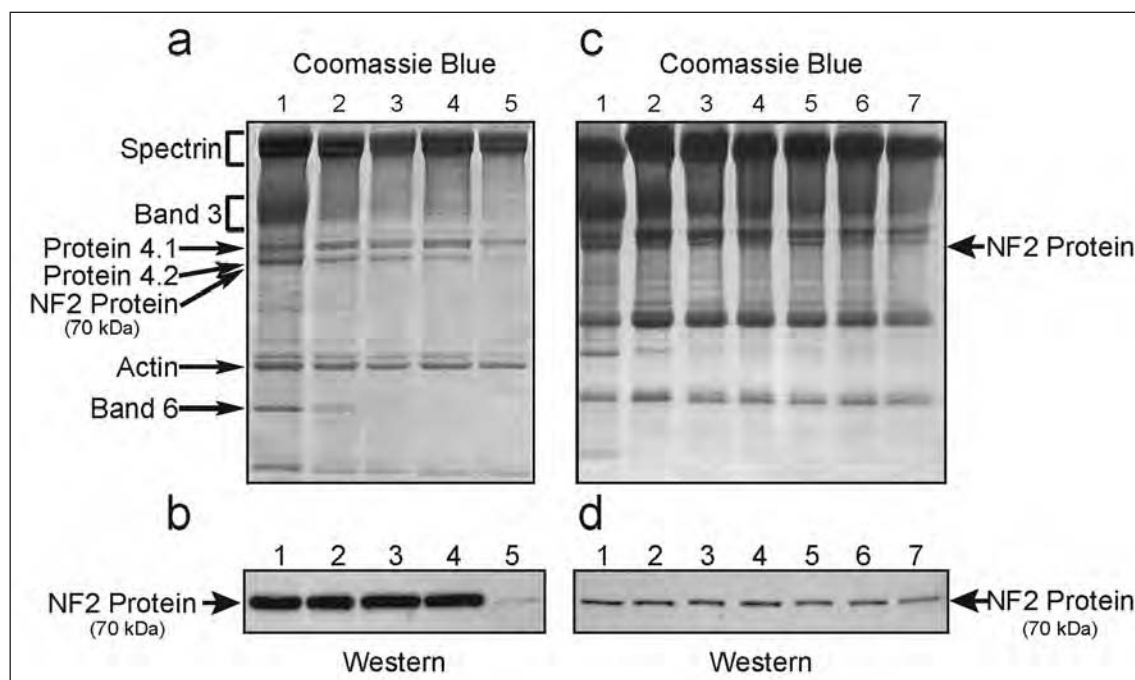 a
Coomassie Blue
1 2 3 4 5
Spectrin
Band 3
Protein 4.1
Protein 4.2
NF2 Protein
(70 kDa)
Actin
Band 6
c
Coomassie Blue
1 2 3 4 5 6 7
NF2 Protein
b
1 2 3 4 5
NF2 Protein
(70 kDa)
Western
d
1 2 3 4 5 6 7
NF2 Protein
(70 kDa)
Western